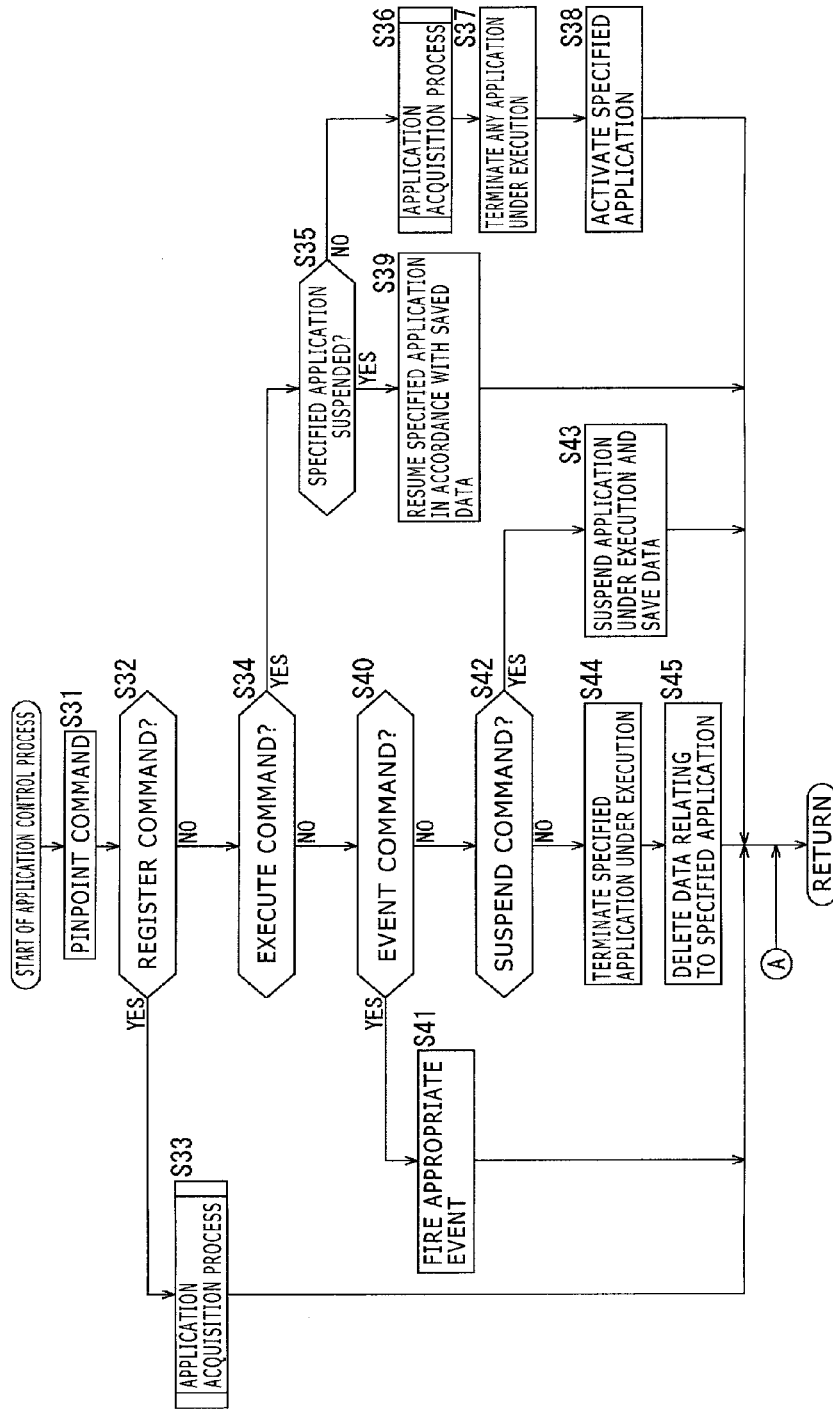 START OF APPLICATION CONTROL PROCESS
S31
PINPOINT COMMAND
S32
REGISTER COMMAND?
YES
NO
S33
APPLICATION
ACQUISITION PROCESS
S34
EXECUTE COMMAND?
YES
NO
S35
SPECIFIED APPLICATION
SUSPENDED?
NO
YES
S36
APPLICATION
ACQUISITION PROCESS
S37
TERMINATE ANY APPLICATION
UNDER EXECUTION
S38
ACTIVATE SPECIFIED
APPLICATION
S39
RESUME SPECIFIED APPLICATION
IN ACCORDANCE WITH SAVED
DATA
S40
EVENT COMMAND?
YES
NO
S41
FIRE APPROPRIATE
EVENT
S42
SUSPEND COMMAND?
YES
NO
S43
SUSPEND APPLICATION
UNDER EXECUTION AND
SAVE DATA
S44
TERMINATE SPECIFIED
APPLICATION UNDER EXECUTION
S45
DELETE DATA RELATING
TO SPECIFIED APPLICATION
A
RETURN